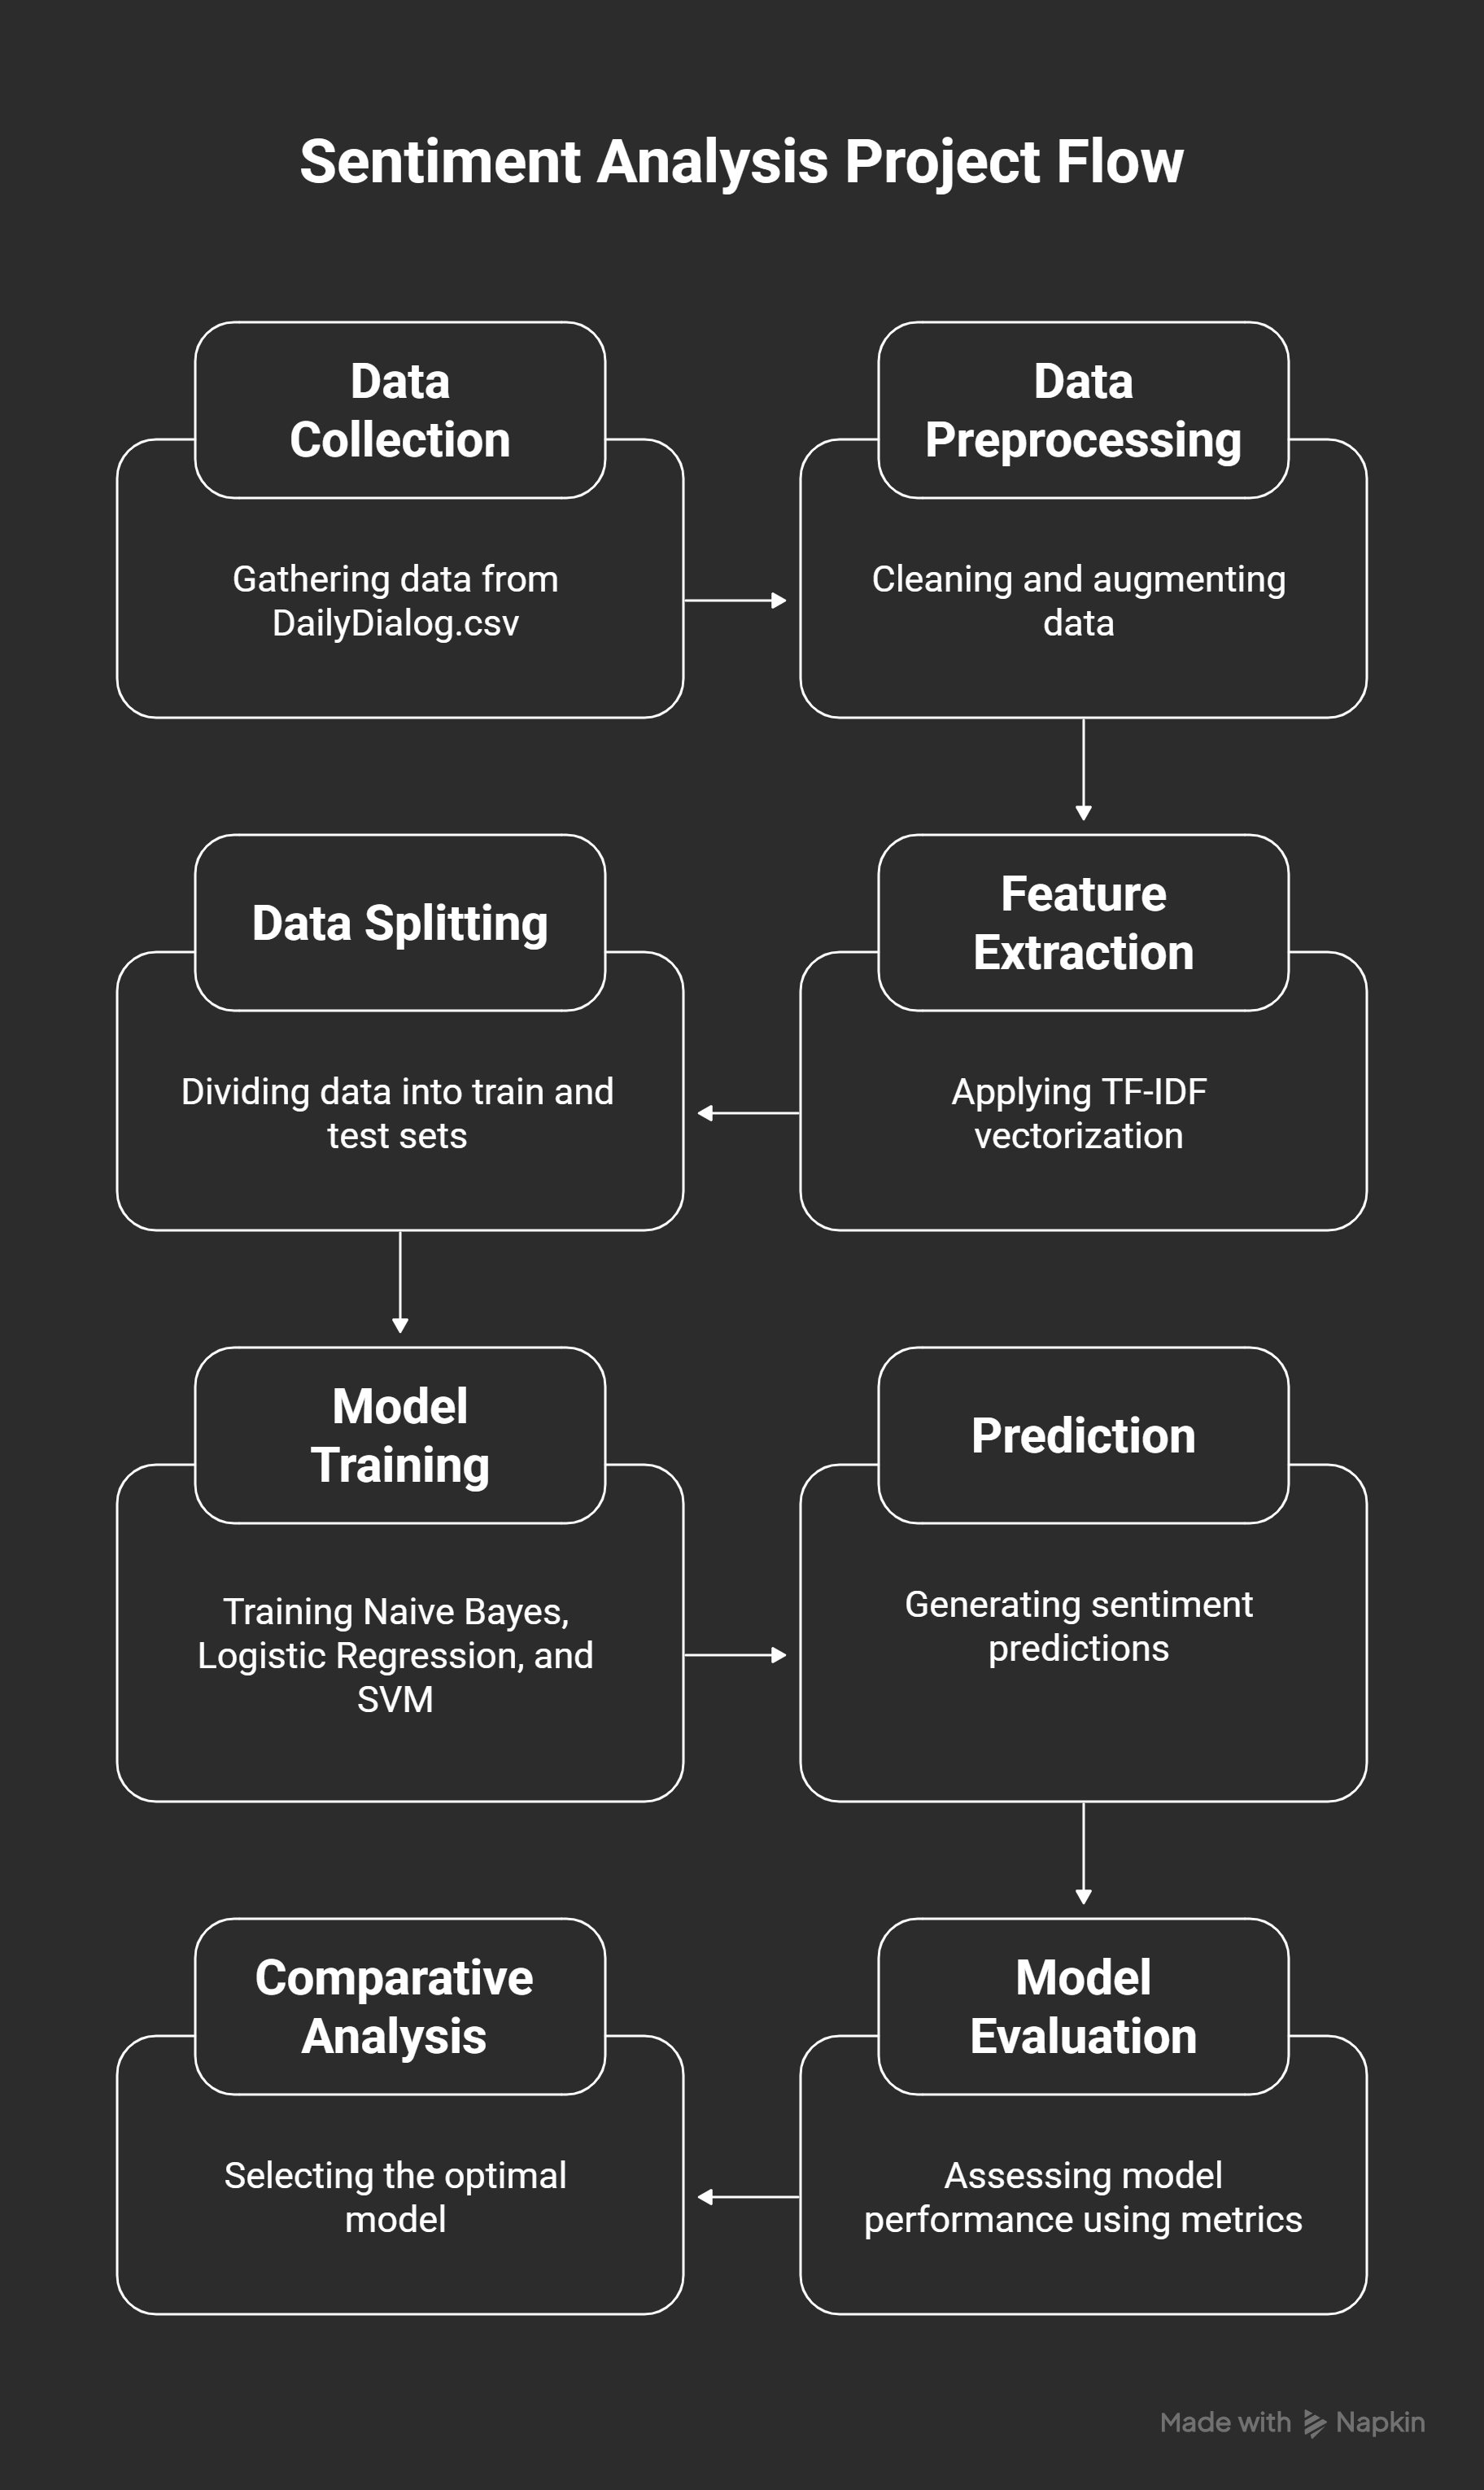 Sentiment Analysis Project Flow
Data
Collection
Gathering data from
DailyDialog.csv
Data
Preprocessing
Cleaning and augmenting
data
Feature
Extraction
Applying TF-IDF
vectorization
Data Splitting
Dividing data into train and
test sets
Model
Training
Training Naive Bayes,
Logistic Regression, and
SVM
Prediction
Generating sentiment
predictions
Model
Evaluation
Assessing model
performance using metrics
Comparative
Analysis
Selecting the optimal
model
Made with Napkin